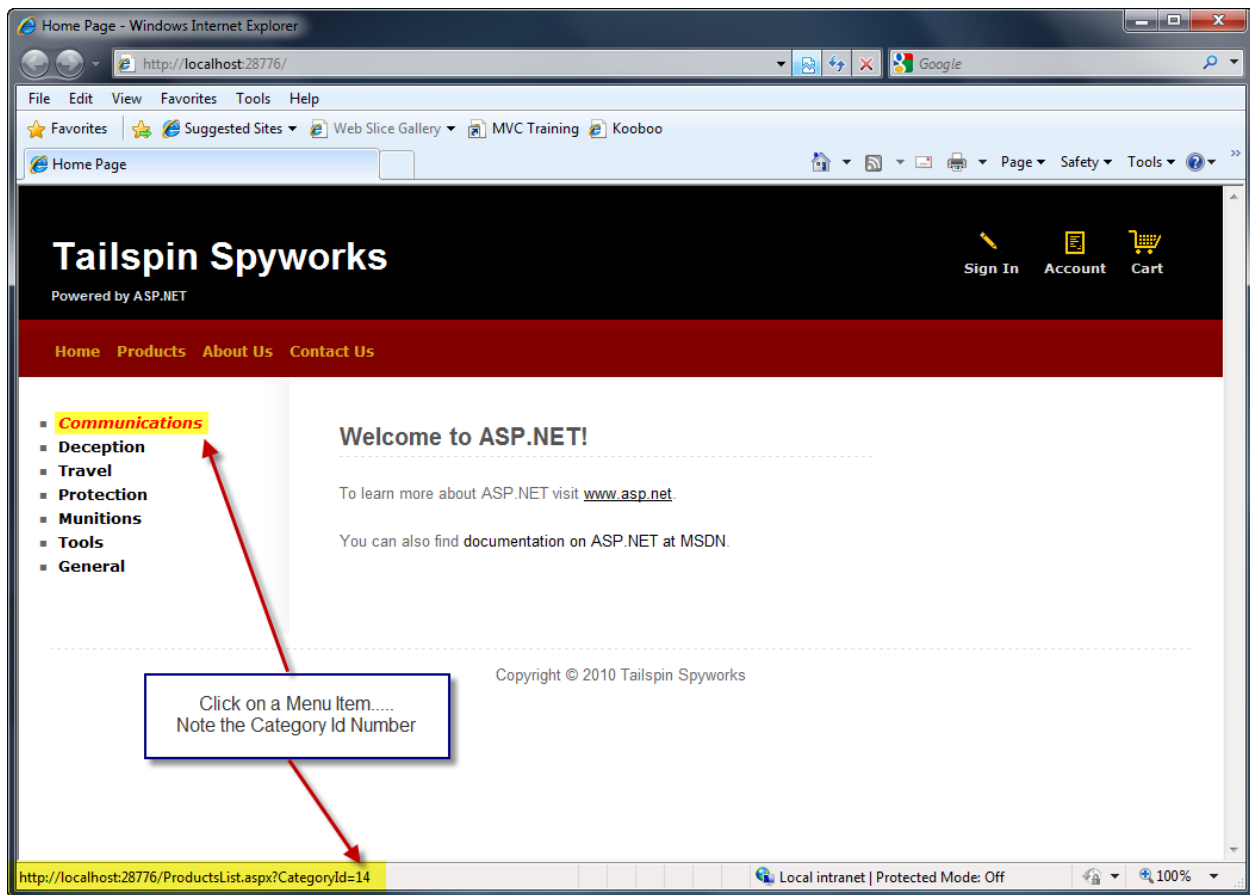 Home Page - Windows Internet Explorer
http://localhost:28776/
Google
File Edit View Favorites Tools Help
Favorites Suggested Sites Web Slice Gallery MVC Training Kooboo
Home Page
Page Safety Tools
Tailspin Spyworks
Powered by ASP.NET
Sign In Account Cart
Home Products About Us Contact Us
Communications
Deception
Travel
Protection
Munitions
Tools
General
Welcome to ASP.NET!
To learn more about ASP.NET visit www.asp.net.
You can also find documentation on ASP.NET at MSDN.
Copyright © 2010 Tailspin Spyworks
Click on a Menu Item.....
Note the Category Id Number
http://localhost:28776/ProductsList.aspx?CategoryId=14
Local intranet | Protected Mode: Off
100%